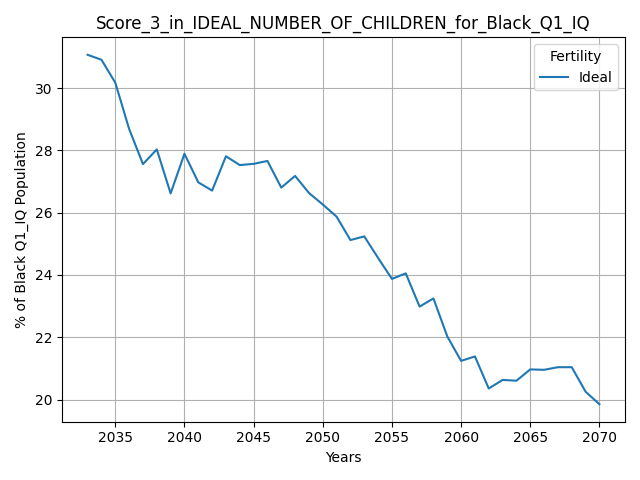 Score_3_in_IDEAL_NUMBER_OF_CHILDREN_for_Black_Q1_IQ
Fertility
Ideal
% of Black Q1_IQ Population
30
28
26
24
22
20
2035 2040 2045 2050 2055 2060 2065 2070
Years